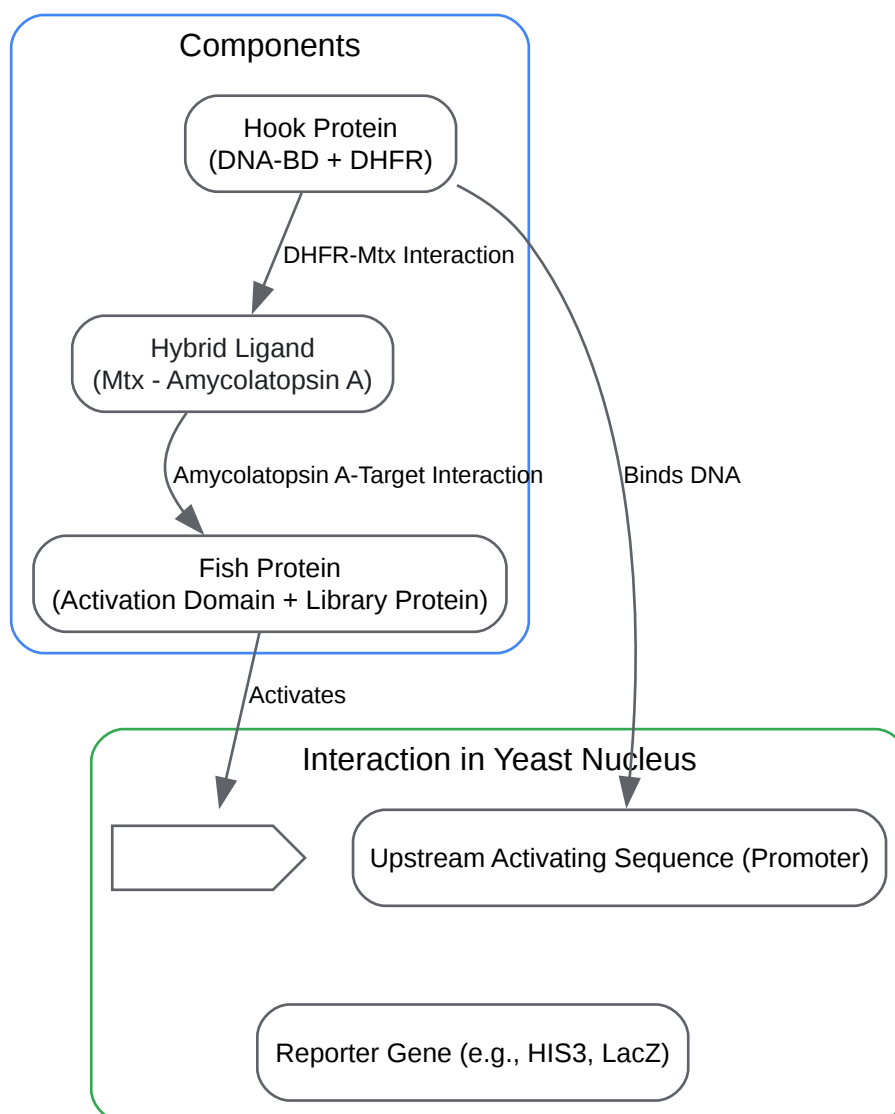 Components
Hook Protein
(DNA-BD + DHFR)
DHFR-Mtx Interaction
Hybrid Ligand
(Mtx - Amycolatopsin A)
Amycolatopsin A-Target Interaction
Binds DNA
Fish Protein
(Activation Domain + Library Protein)
Activates
Interaction in Yeast Nucleus
Upstream Activating Sequence (Promoter)
Reporter Gene (e.g., HIS3, LacZ)